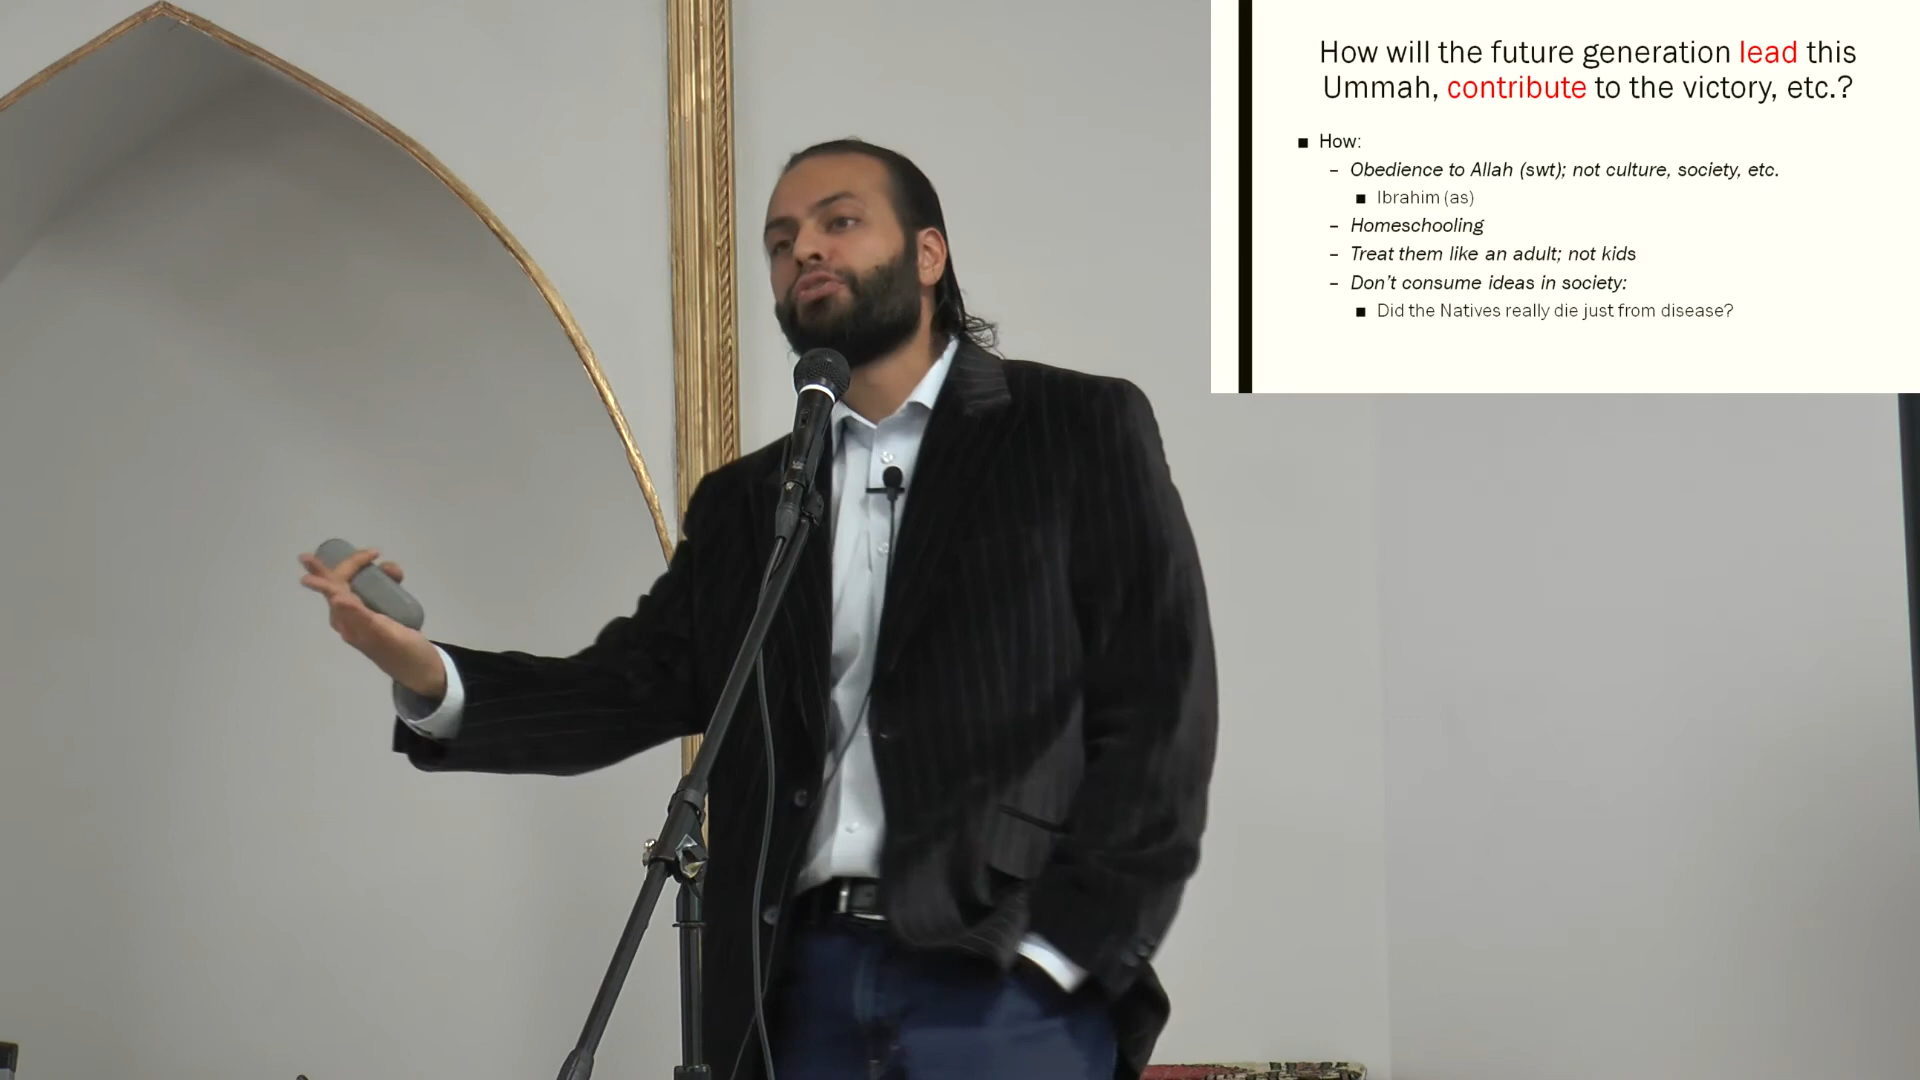 How will the future generation lead this
Ummah, contribute to the victory, etc.?
■ How:
– Obedience to Allah (swt); not culture, society, etc.
■ Ibrahim (as)
– Homeschooling
– Treat them like an adult; not kids
– Don't consume ideas in society:
■ Did the Natives really die just from disease?